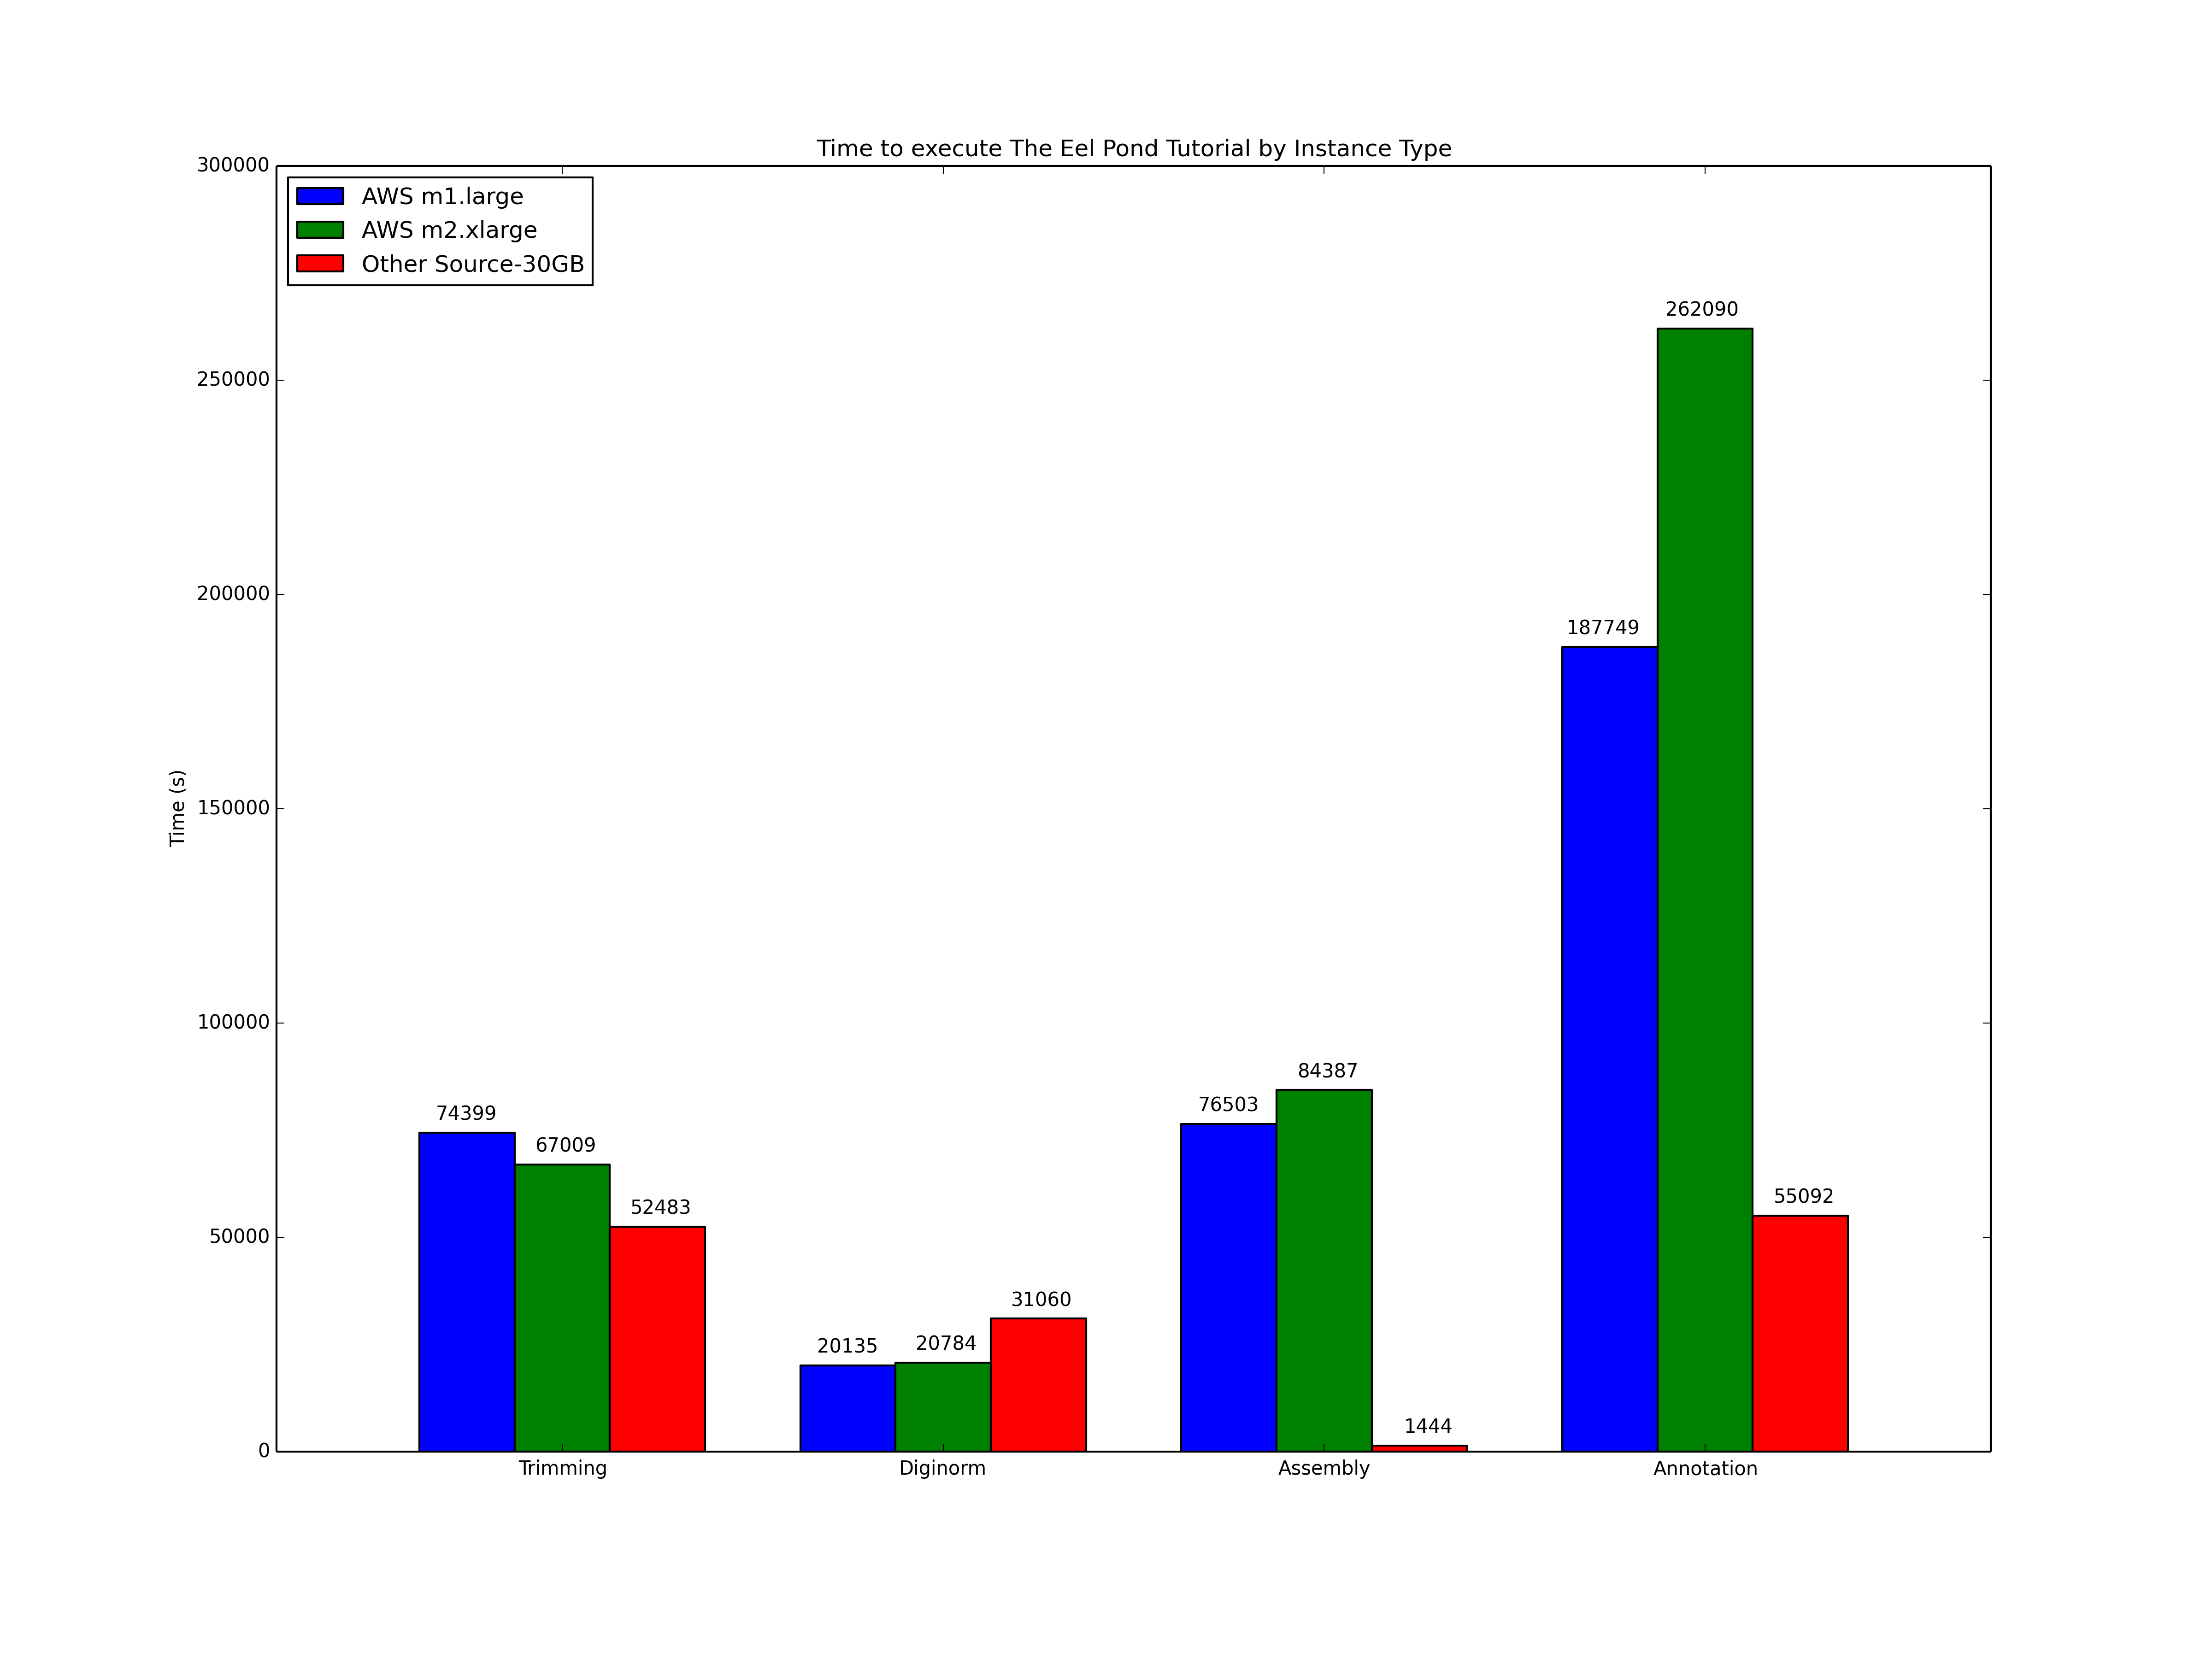 Time to execute The Eel Pond Tutorial by Instance Type
300000
250000
200000
150000
100000
50000
0
Time (s)
AWS m1.large
AWS m2.xlarge
Other Source-30GB
74399
67009
52483
20135
20784
31060
76503
84387
1444
187749
262090
55092
Trimming
Diginorm
Assembly
Annotation